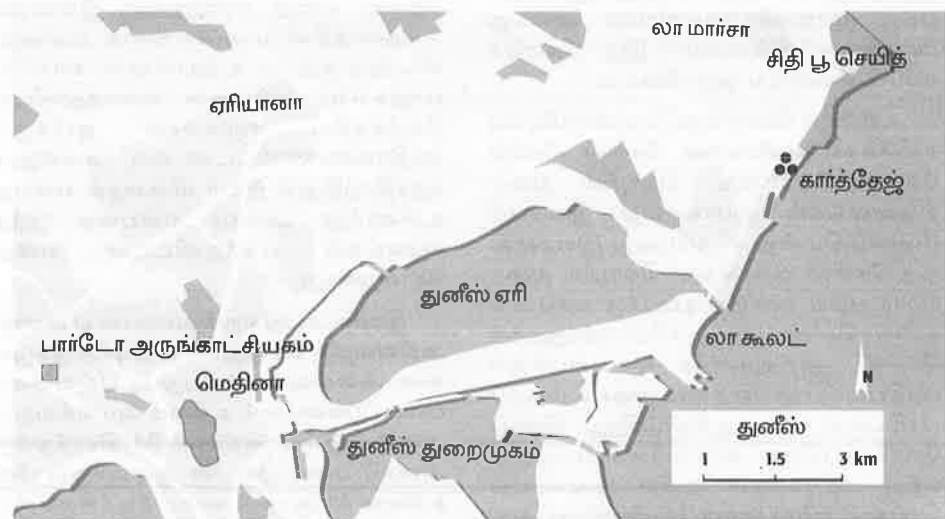 லா மார்சா
சிதி பூ செயித்
ஏரியானா
கார்த்தேஜ்
துனீஸ் ஏரி
பார்டோ அருங்காட்சியகம்
லா கூலட்
மெதினா
N
துனீஸ்
துனீஸ் துறைமுகம்
1 1.5 3 km